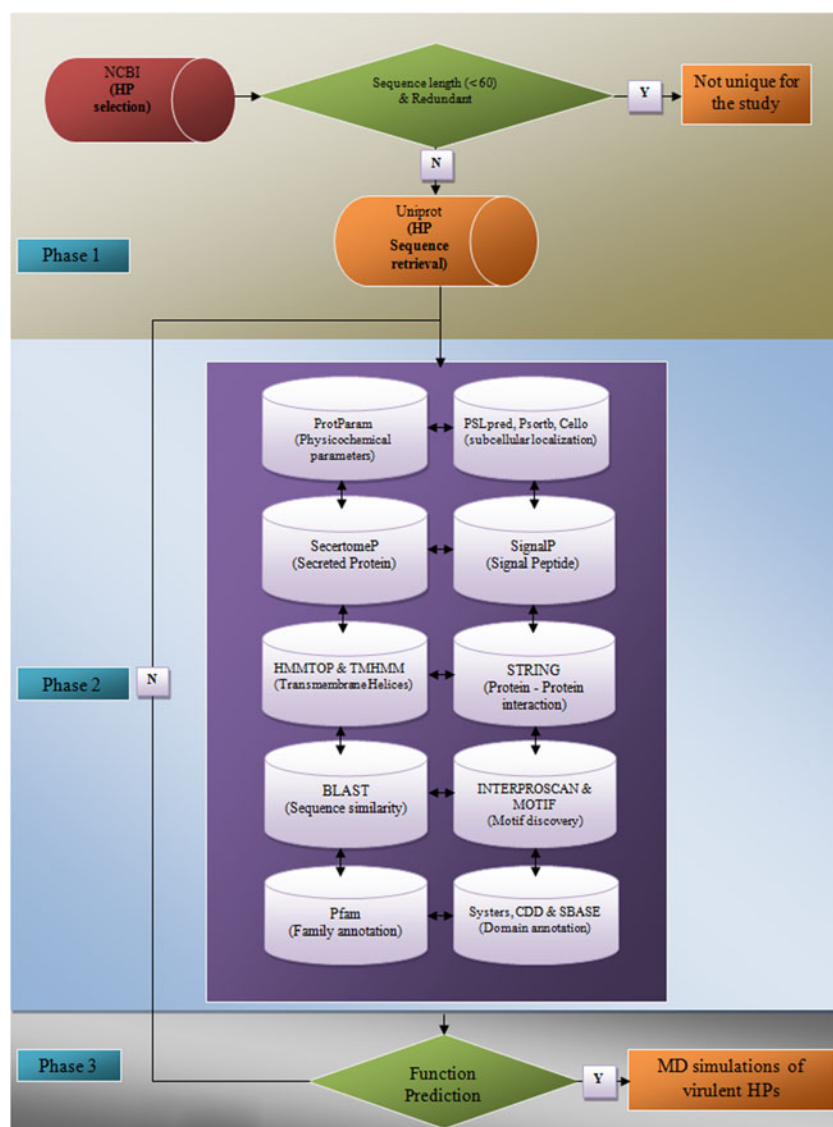 NCBI
(HP
selection)
Sequence length (<60)
& Redundant
Y
Not unique for
the study
N
Uniprot
(HP
Sequence
retrieval)
Phase 1
ProtParam
(Physicochemical
parameters)
PSLpred, Psortb, Cello
(subcellular localization)
SecertomeP
(Secreted Protein)
SignalP
(Signal Peptide)
HMMTOP & TMHMM
(Transmembrane Helices)
STRING
(Protein - Protein
interaction)
Phase 2
N
BLAST
(Sequence similarity)
INTERPROSCAN &
MOTIF
(Motif discovery)
Pfam
(Family annotation)
Systers, CDD & SBASE
(Domain annotation)
Phase 3
Function
Prediction
Y
MD simulations of
virulent HPs